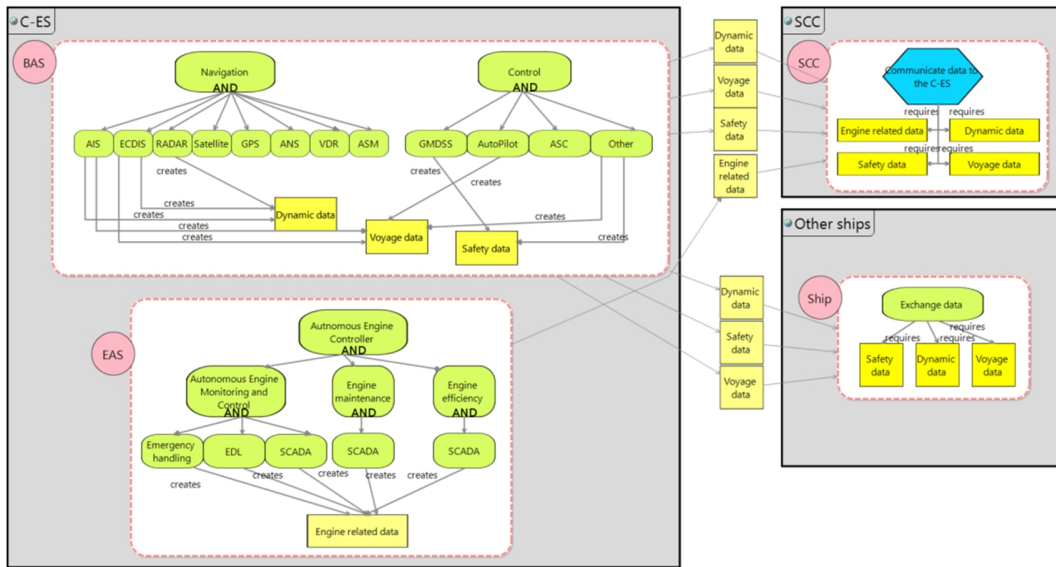 C-ES
BAS
Navigation
AND
AIS
ECDIS
RADAR
Satellite
GPS
ANS
VDR
ASM
Control
AND
GMDSS
AutoPilot
ASC
Other
creates
creates
creates
creates
creates
creates
creates
creates
creates
Dynamic data
Voyage data
Safety data
EAS
Autnomous Engine
Controller
AND
Autonomous Engine
Monitoring and
Control
AND
Engine
maintenance
AND
Engine
efficiency
AND
Emergency
handling
EDL
SCADA
SCADA
SCADA
creates
creates
creates
creates
creates
Engine related data
Dynamic
data
Voyage
data
Safety
data
Engine
related
data
Dynamic
data
Safety
data
Voyage
data
SCC
SCC
Communicate data to
the C-ES
requires
requires
Engine related data
Dynamic data
requires
requires
Safety data
Voyage data
Other ships
Ship
Exchange data
requires
requires
requires
Safety
data
Dynamic
data
Voyage
data